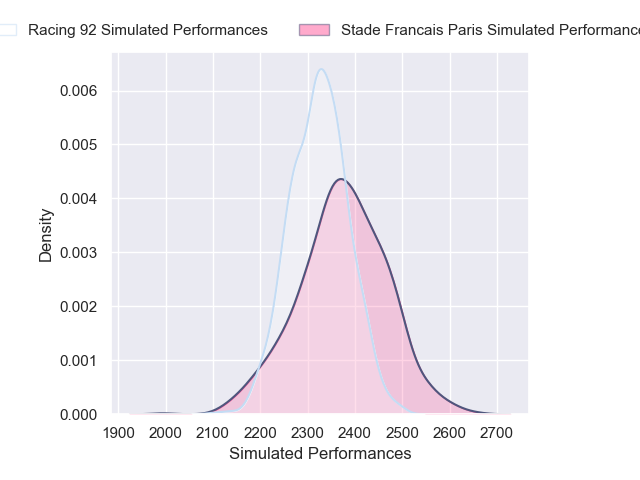 Racing 92 Simulated Performances
Stade Francais Paris Simulated Performance
0.006
0.005
0.004
0.003
0.002
0.001
0.000
Density
1900 2000 2100 2200 2300 2400 2500 2600 2700
Simulated Performances